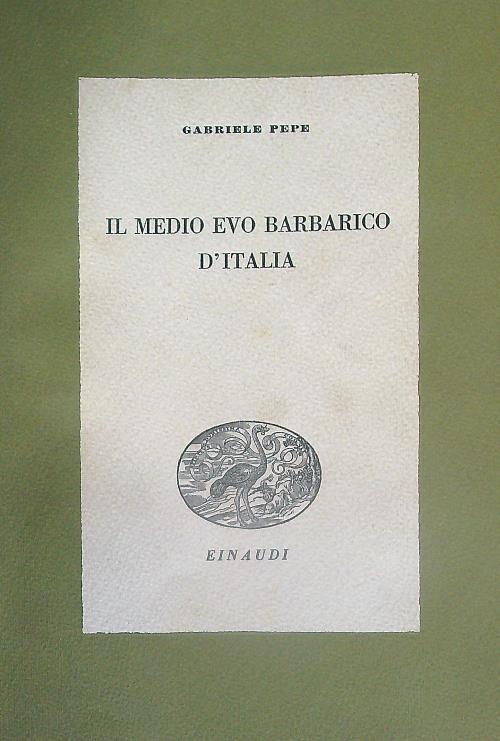 GABRIELE PEPE
IL MEDIO EVO BARBARICO
D'ITALIA
EINAUDI